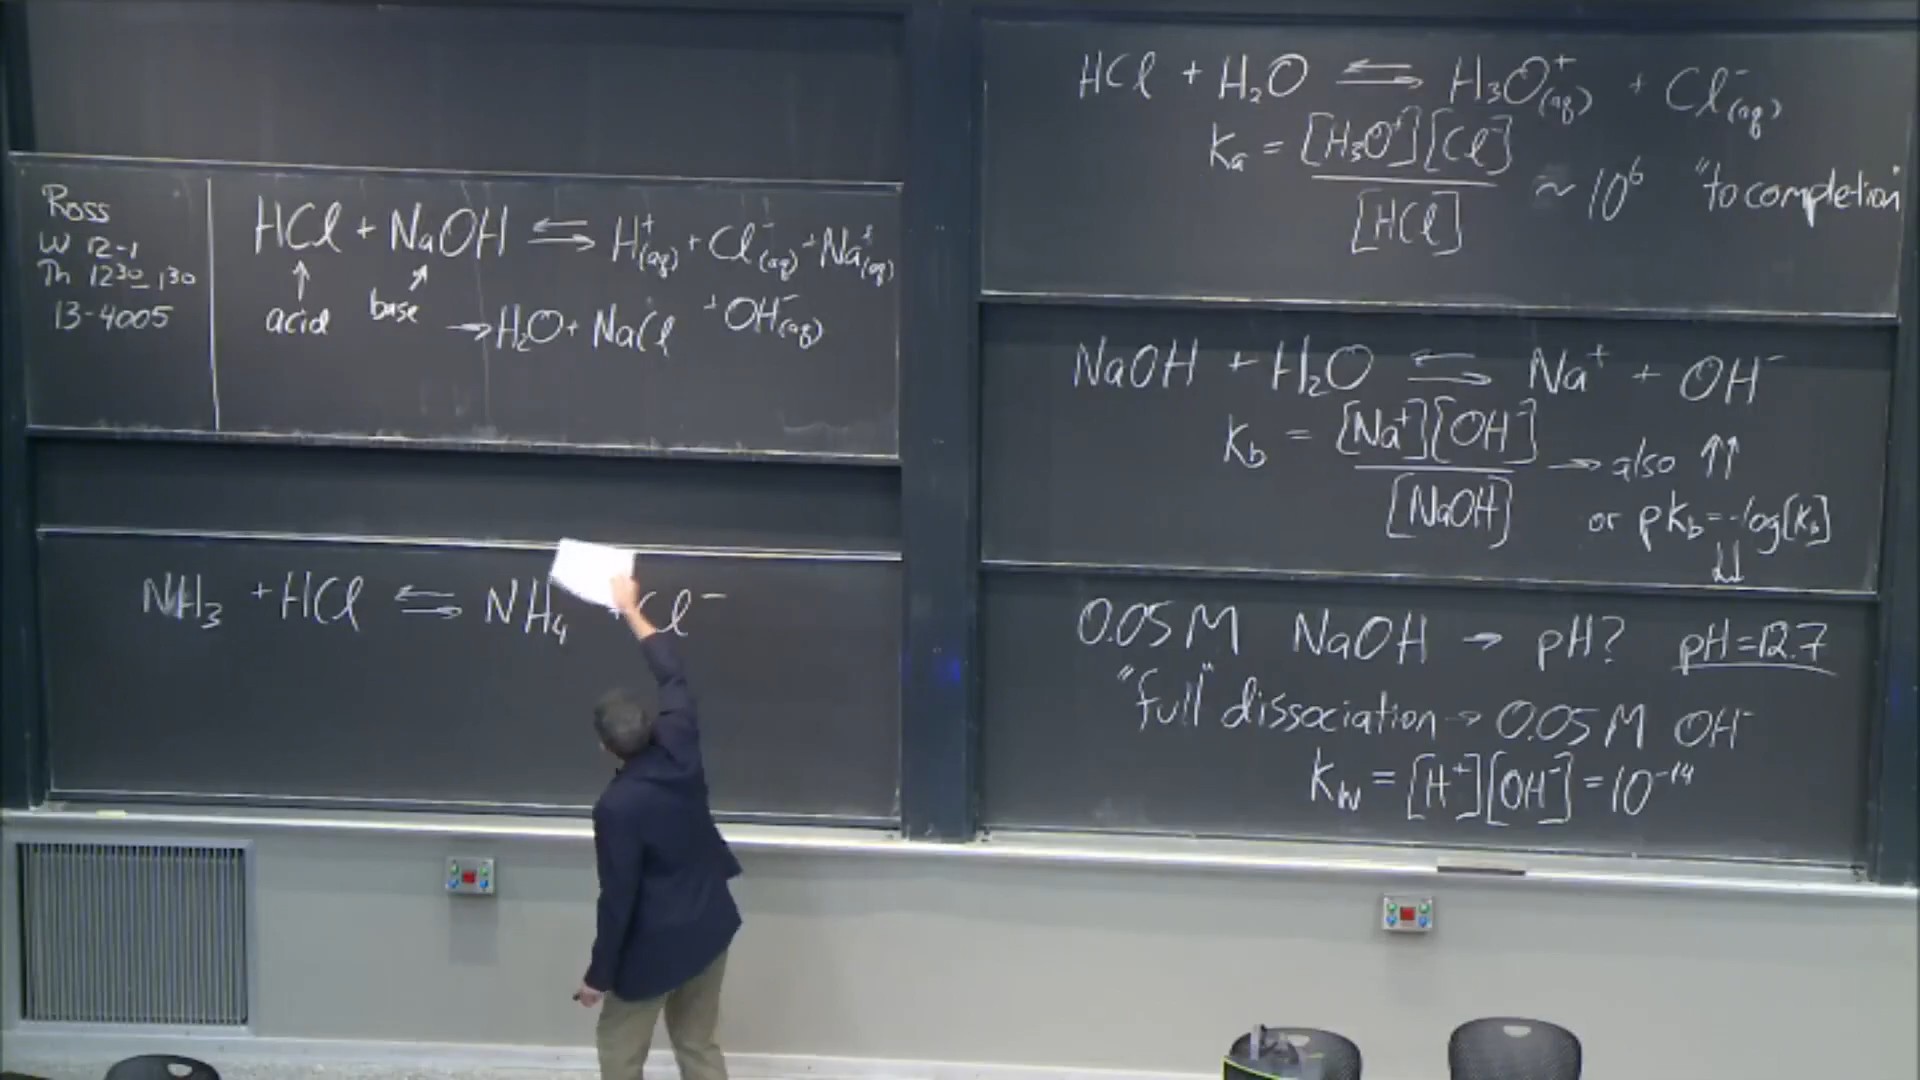 Ross
W 12-1
Th 12³⁰-1³⁰
13-4005
HCl + NaOH ⇌ H⁺(aq) + Cl⁻(aq) + Na⁺(aq)
+ OH⁻(aq)
acid
base
→ H₂O + NaCl
NH₃ + HCl ⇌ NH₄ + Cl⁻
HCl + H₂O ⇌ H₃O⁺(aq) + Cl⁻(aq)
Ka = [H₃O⁺][Cl⁻] / [HCl] ~ 10⁶ "to completion
NaOH + H₂O ⇌ Na⁺ + OH⁻
Kb = [Na⁺][OH⁻] / [NaOH] → also ↑↑
or pKb = -log[Kb]
↓↓
0.05 M NaOH → pH? pH = 12.7
"full" dissociation → 0.05 M OH⁻
Kw = [H⁺][OH⁻] = 10⁻¹⁴